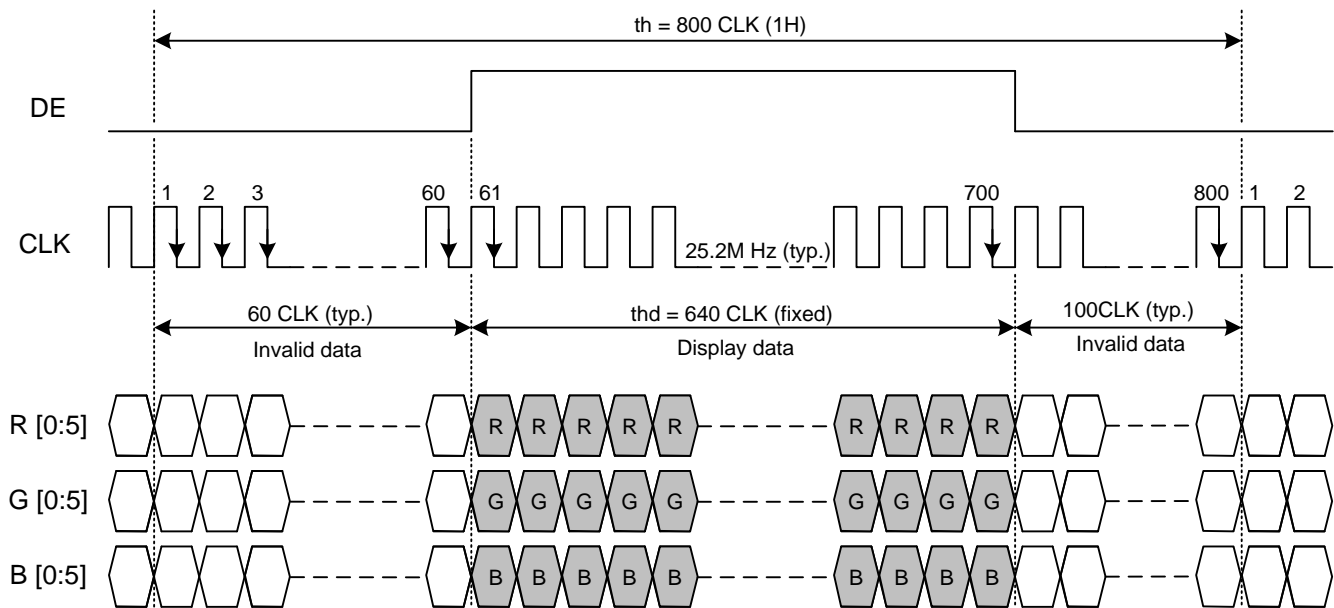 th = 800 CLK (1H)
DE
1 2 3 60 61 700 800 1 2
CLK
25.2M Hz (typ.)
60 CLK (typ.) thd = 640 CLK (fixed) 100CLK (typ.)
Invalid data Display data Invalid data
R [0:5] R R R R R R R R R
G [0:5] G G G G G G G G G
B [0:5] B B B B B B B B B